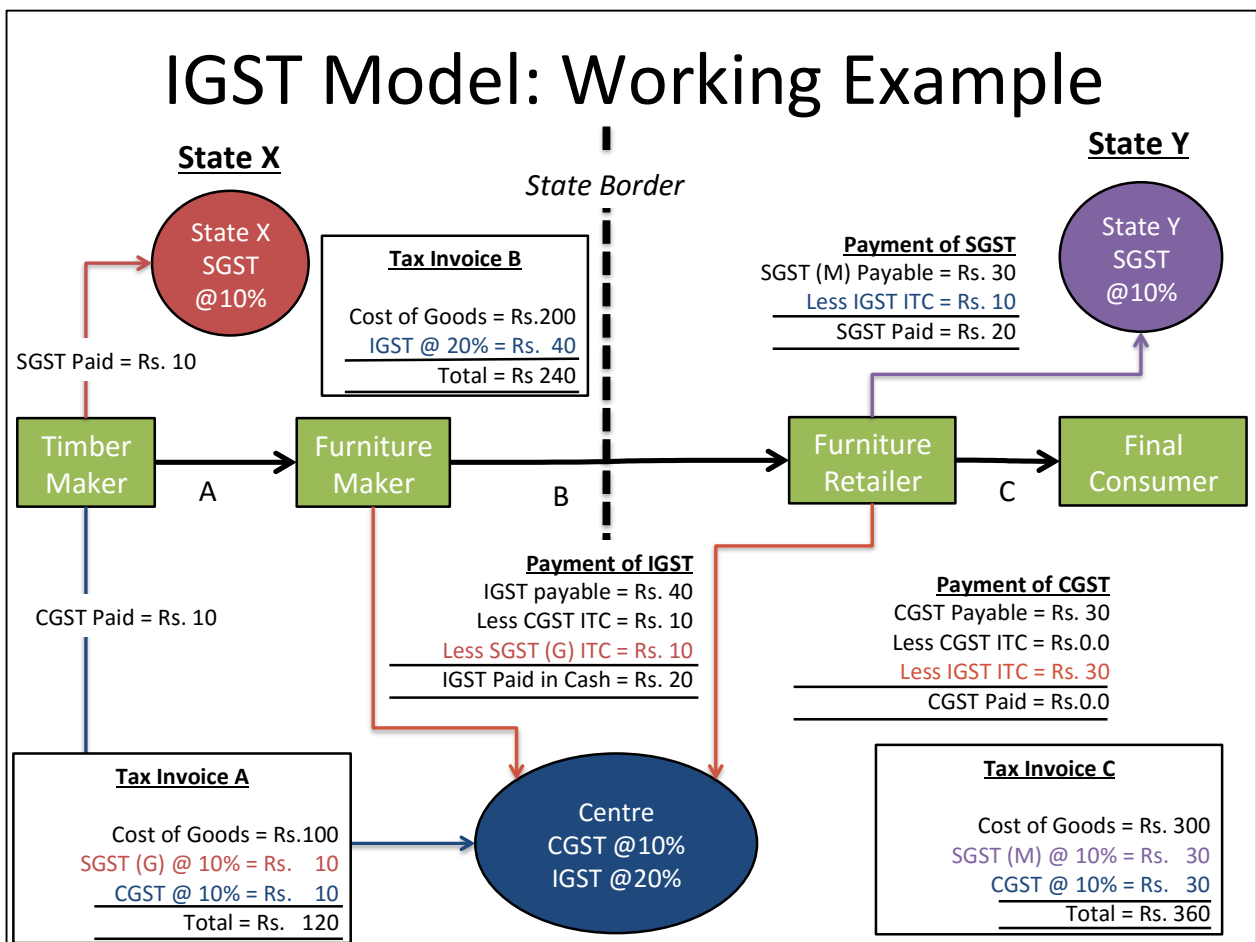 IGST Model: Working Example
State X
State Y
State Border
State X
SGST
@10%
Tax Invoice B
Cost of Goods = Rs.200
IGST @ 20% = Rs. 40
Total = Rs 240
Payment of SGST
SGST (M) Payable = Rs. 30
Less IGST ITC = Rs. 10
SGST Paid = Rs. 20
State Y
SGST
@10%
SGST Paid = Rs. 10
Timber
Maker
A
Furniture
Maker
B
Furniture
Retailer
C
Final
Consumer
CGST Paid = Rs. 10
Payment of IGST
IGST payable = Rs. 40
Less CGST ITC = Rs. 10
Less SGST (G) ITC = Rs. 10
IGST Paid in Cash = Rs. 20
Payment of CGST
CGST Payable = Rs. 30
Less CGST ITC = Rs.0.0
Less IGST ITC = Rs. 30
CGST Paid = Rs.0.0
Tax Invoice A
Cost of Goods = Rs.100
SGST (G) @ 10% = Rs. 10
CGST @ 10% = Rs. 10
Total = Rs. 120
Centre
CGST @10%
IGST @20%
Tax Invoice C
Cost of Goods = Rs. 300
SGST (M) @ 10% = Rs. 30
CGST @ 10% = Rs. 30
Total = Rs. 360